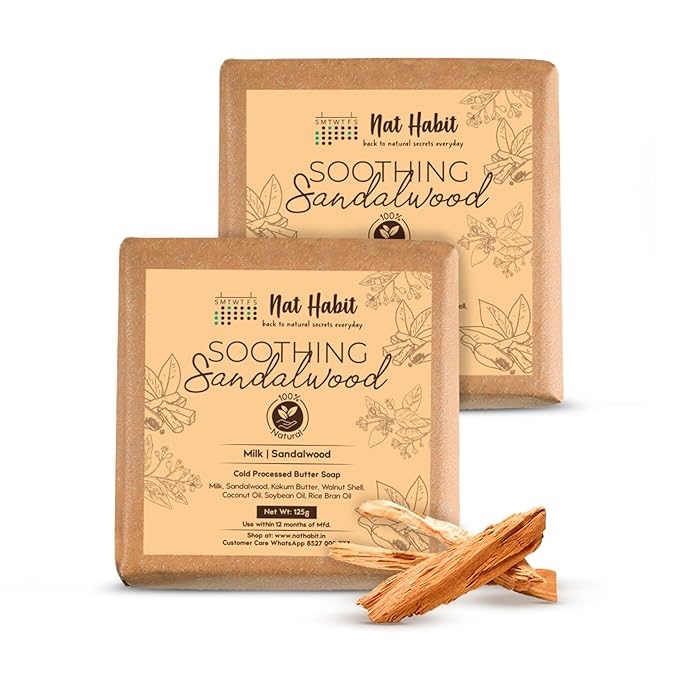 SMTWTFS
Nat Habit
back to natural secrets everyday
SOOTHING
Sandalwood
100%
SMTWTFS
Nat Habit
back to natural secrets everyday
SOOTHING
Sandalwood
100%
Natural
Milk | Sandalwood
Cold Processed Butter Soap
Milk, Sandalwood, Kokum Butter, Walnut Shell,
Coconut Oil, Soybean Oil, Rice Bran Oil
Net Wt: 125g
Use within 12 months of Mfd.
Shop at: www.nathabit.in
Customer Care WhatsApp 8527